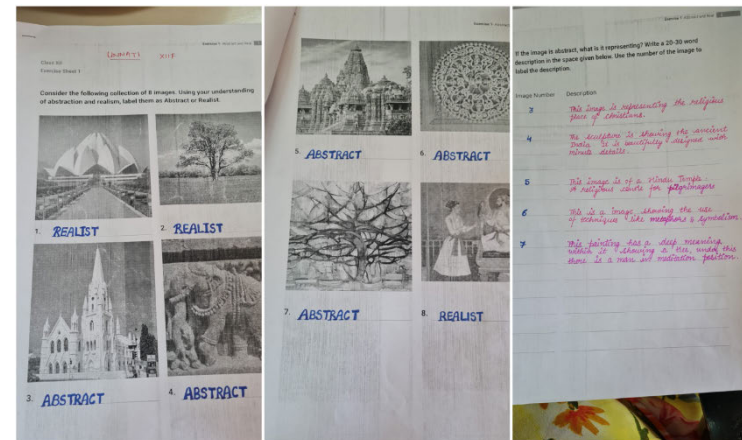 UNNATI XII F
Class XII
Exercise Sheet 1
Consider the following collection of 8 images. Using your understanding
of abstraction and realism, label them as Abstract or Realist.
1. REALIST
2. REALIST
3. ABSTRACT
4. ABSTRACT
5. ABSTRACT
6. ABSTRACT
7. ABSTRACT
8. REALIST
If the image is abstract, what is it representing? Write a 20-30 word
description in the space given below. Use the number of the image to
label the description.
Image Number Description
3 This image is representing the religious
place of christians.
4 The sculpture is showing the ancient
India. It is beautifully designed with
minute details.
5 This image is of a Hindu Temple.
A religious centre for pilgrimagers
6 This is a image showing the use
of techniques like metaphors & symbolism
7 This painting has a deep meaning
within it showing a tree, under this
there is a man in meditation position.